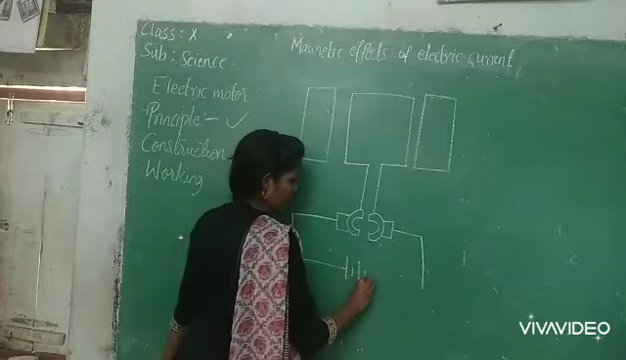 Class : X
Sub : Science
Magnetic effects of electric current
Electric motor
Principle :- ✓
Construction
Working
VIVAVIDEO